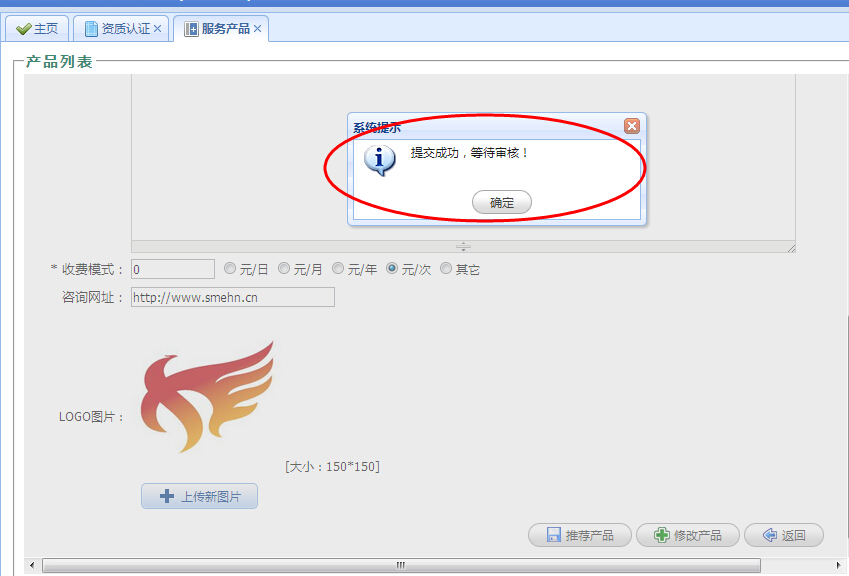 主页 资质认证 服务产品
产品列表
系统提示
提交成功，等待审核！
确定
* 收费模式： 0 元/日 元/月 元/年 元/次 其它
咨询网址： http://www.smehn.cn
LOGO图片：
[大小：150*150]
上传新图片
推荐产品 修改产品 返回